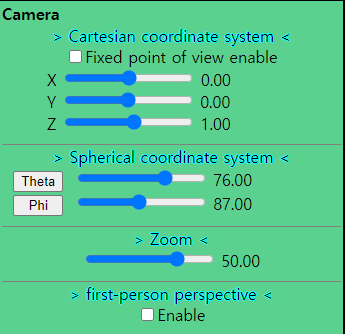 Camera
> Cartesian coordinate system <
Fixed point of view enable
X 0.00
Y 0.00
Z 1.00
> Spherical coordinate system <
Theta 76.00
Phi 87.00
> Zoom <
50.00
> first-person perspective <
Enable